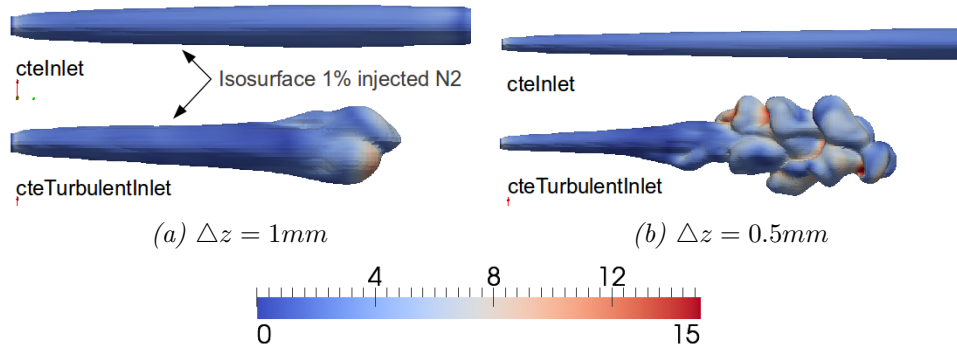 cteInlet
Isosurface 1% injected N2
cteTurbulentInlet
(a) △z = 1mm
cteInlet
cteTurbulentInlet
(b) △z = 0.5mm
4 8 12
0 15